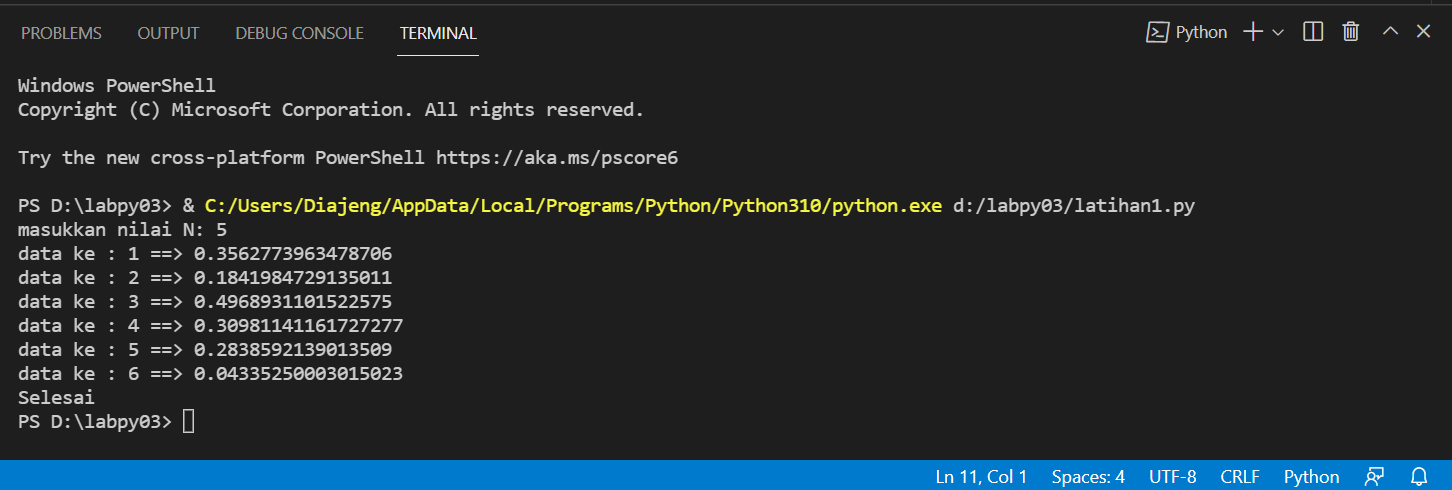 PROBLEMS OUTPUT DEBUG CONSOLE TERMINAL Python
Windows PowerShell
Copyright (C) Microsoft Corporation. All rights reserved.
Try the new cross-platform PowerShell https://aka.ms/pscore6
PS D:\labpy03> & C:/Users/Diajeng/AppData/Local/Programs/Python/Python310/python.exe d:/labpy03/latihan1.py
masukkan nilai N: 5
data ke : 1 ==> 0.3562773963478706
data ke : 2 ==> 0.1841984729135011
data ke : 3 ==> 0.4968931101522575
data ke : 4 ==> 0.30981141161727277
data ke : 5 ==> 0.2838592139013509
data ke : 6 ==> 0.04335250003015023
Selesai
PS D:\labpy03>
Ln 11, Col 1 Spaces: 4 UTF-8 CRLF Python